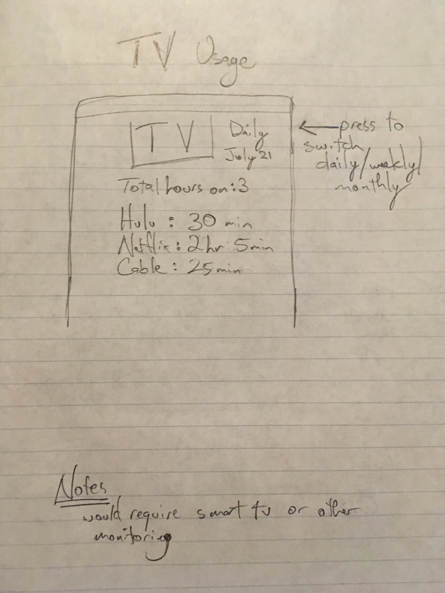 TV Usage
TV
Daily
July 21
press to
switch
daily/weekly/
monthly
Total hours on: 3
Hulu: 30 min
Netflix: 2 hr 5 min
Cable: 25 min
Notes
would require smart tv or other
monitoring